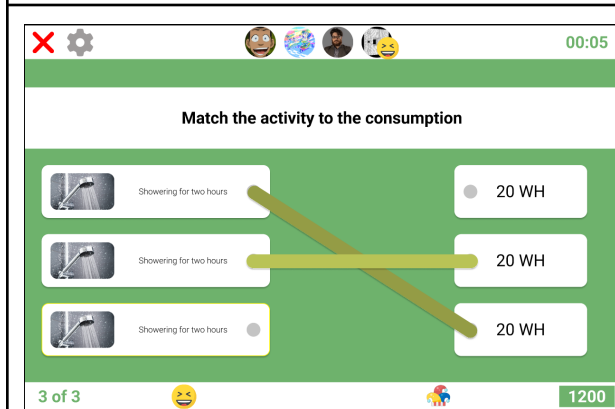 00:05
Match the activity to the consumption
Showering for two hours
20 WH
Showering for two hours
20 WH
Showering for two hours
20 WH
3 of 3
1200